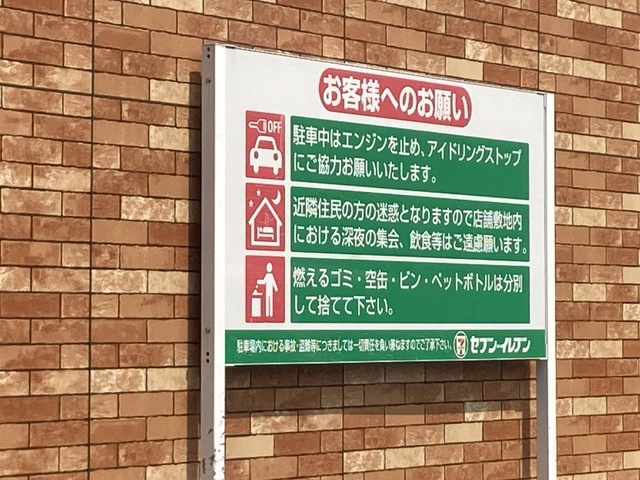 お客様へのお願い
OFF
駐車中はエンジンを止め、アイドリングストップ
にご協力お願いいたします。
近隣住民の方の迷惑となりますので店舗敷地内
における深夜の集会、飲食等はご遠慮願います。
燃えるゴミ・空缶・ビン・ペットボトルは分別
して捨てて下さい。
駐車場内における事故・盗難等につきましては一切責任を負い兼ねますのでご了承下さい。
セブン-イレブン